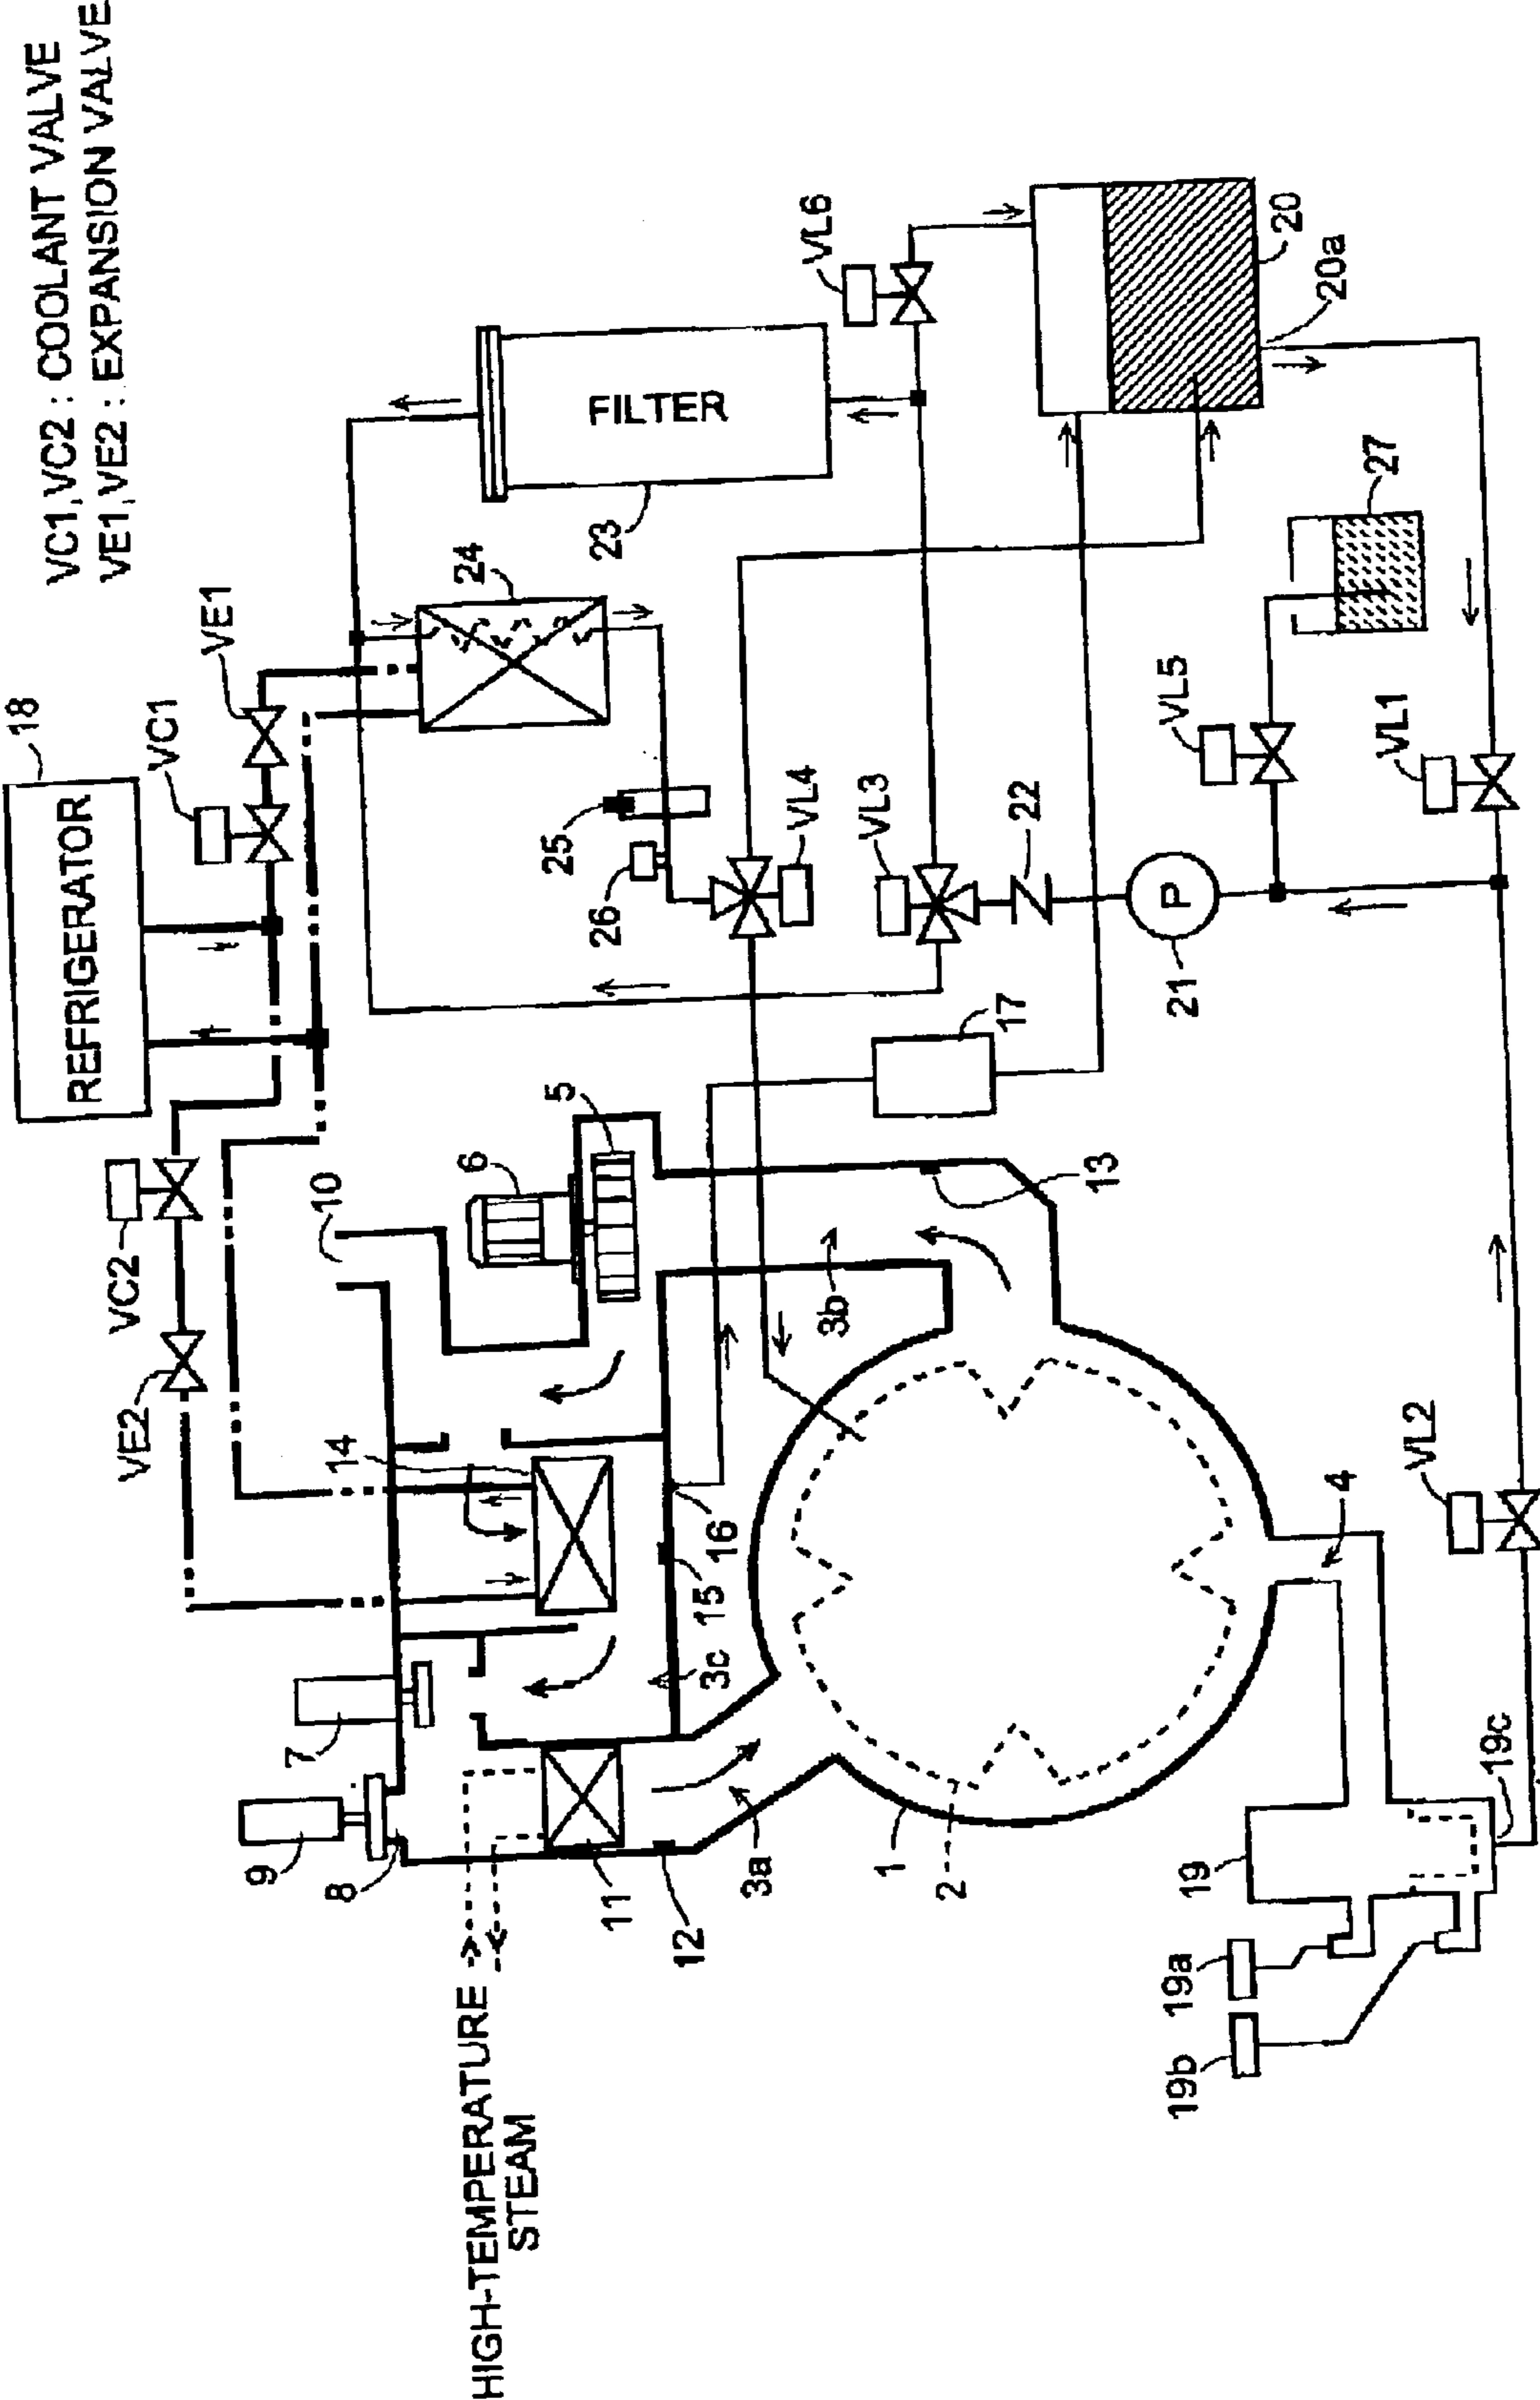 VC1,VC2 : COOLANT VALVE
VE1,VE2 : EXPANSION VALVE
18
REFRIGERATOR
VC1
VE1
VC2
VE2
10
24
FILTER
23
VL6
25
26
VL4
VL3
22
20
20a
27
VL5
VL1
P
21
17
6
5
13
3b
14
16
15
3c
7
9
8
HIGH-TEMPERATURE
STEAM
11
12
3a
1
2
4
VL2
19
19a
19b
19c